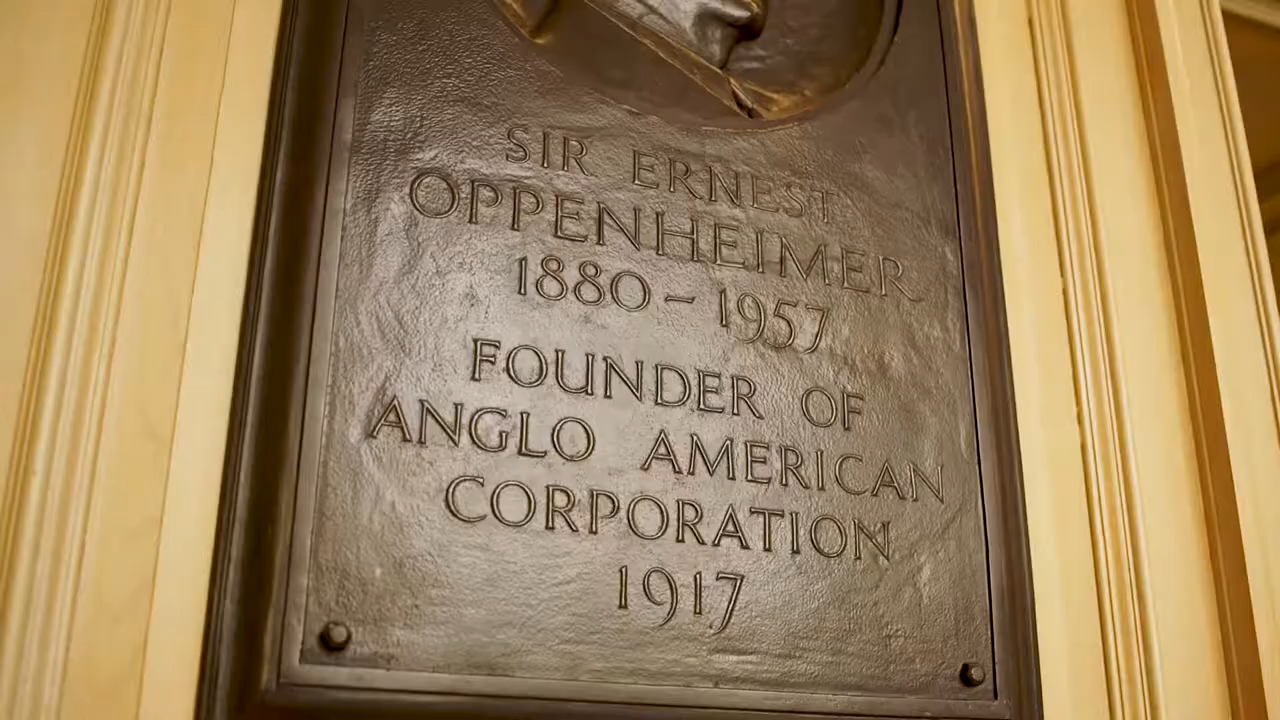 SIR ERNEST
OPPENHEIMER
1880 – 1957
FOUNDER OF
ANGLO AMERICAN
CORPORATION
1917